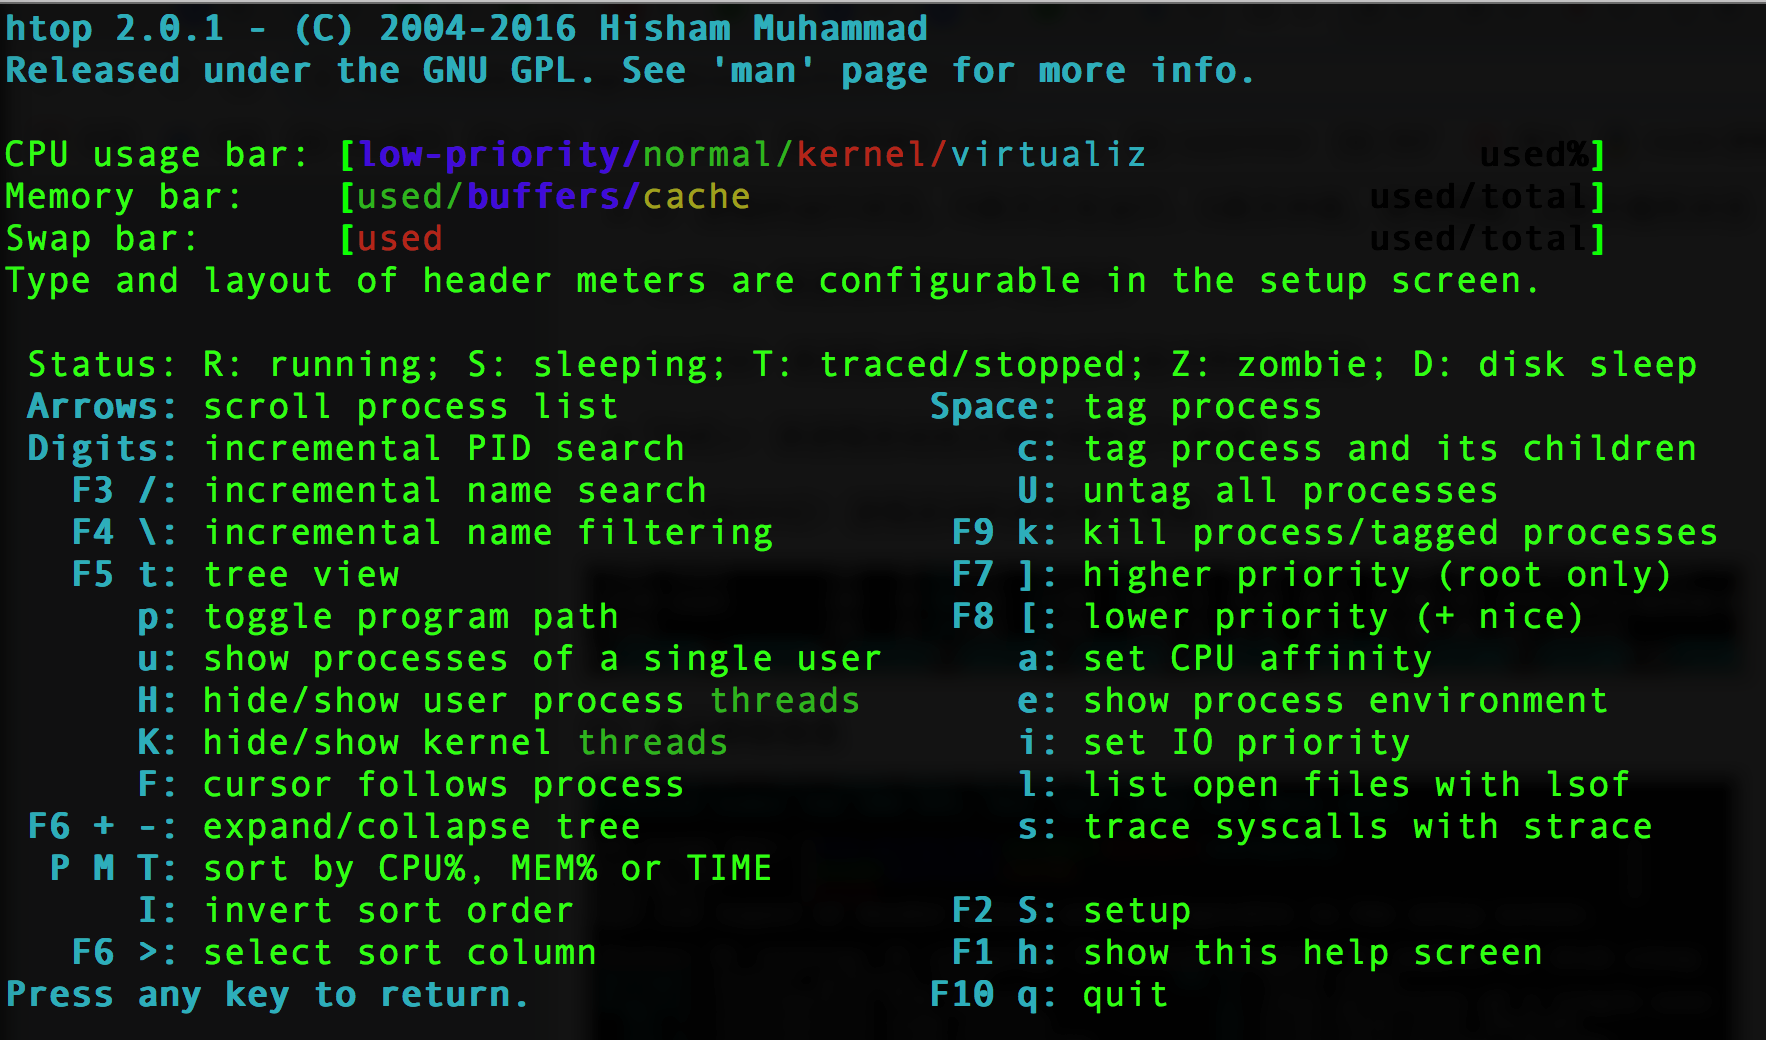 htop 2.0.1 - (C) 2004-2016 Hisham Muhammad
Released under the GNU GPL. See 'man' page for more info.

CPU usage bar: [low-priority/normal/kernel/virtualiz               used%]
Memory bar:    [used/buffers/cache                            used/total]
Swap bar:      [used                                          used/total]
Type and layout of header meters are configurable in the setup screen.

 Status: R: running; S: sleeping; T: traced/stopped; Z: zombie; D: disk sleep
 Arrows: scroll process list              Space: tag process
 Digits: incremental PID search               c: tag process and its children
   F3 /: incremental name search              U: untag all processes
   F4 \: incremental name filtering        F9 k: kill process/tagged processes
   F5 t: tree view                         F7 ]: higher priority (root only)
      p: toggle program path               F8 [: lower priority (+ nice)
      u: show processes of a single user      a: set CPU affinity
      H: hide/show user process threads       e: show process environment
      K: hide/show kernel threads             i: set IO priority
      F: cursor follows process               l: list open files with lsof
 F6 + -: expand/collapse tree                 s: trace syscalls with strace
  P M T: sort by CPU%, MEM% or TIME
      I: invert sort order                 F2 S: setup
   F6 >: select sort column                F1 h: show this help screen
Press any key to return.                  F10 q: quit